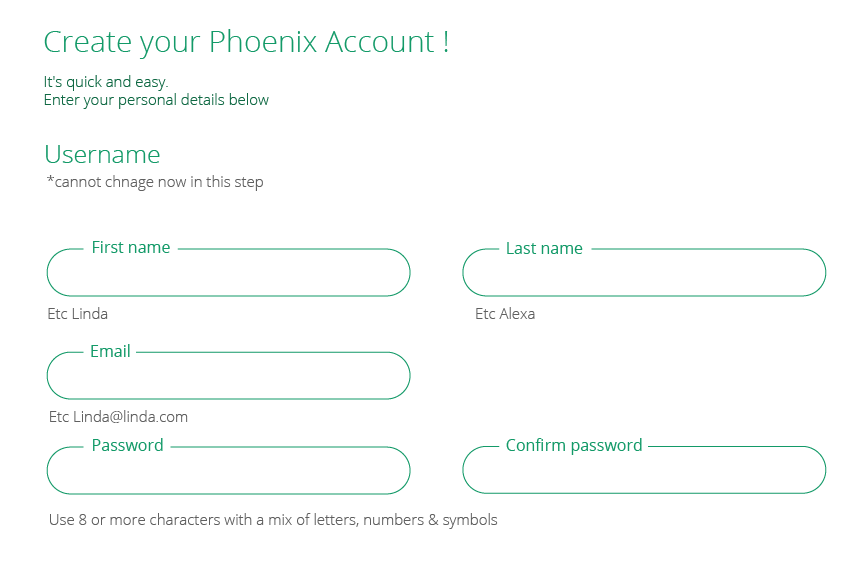 Create your Phoenix Account !
It's quick and easy.
Enter your personal details below
Username
*cannot chnage now in this step
First name
Last name
Etc Linda
Etc Alexa
Email
Etc Linda@linda.com
Password
Confirm password
Use 8 or more characters with a mix of letters, numbers & symbols